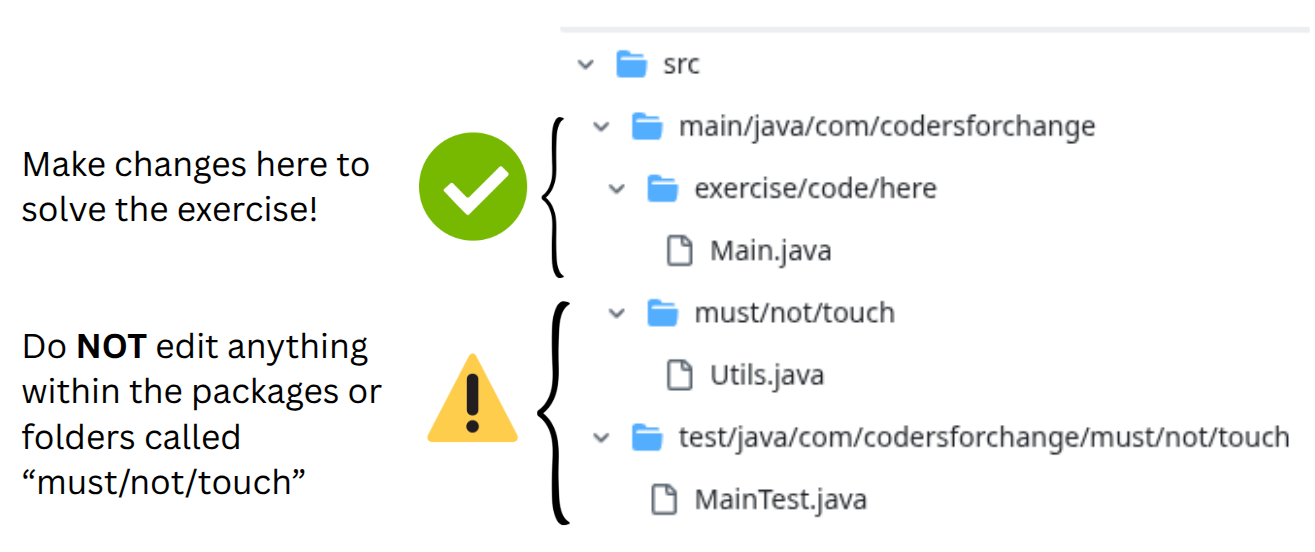 src
main/java/com/codersforchange
Make changes here to
solve the exercise!
exercise/code/here
Main.java
must/not/touch
Do NOT edit anything
within the packages or
folders called
“must/not/touch”
Utils.java
test/java/com/codersforchange/must/not/touch
MainTest.java